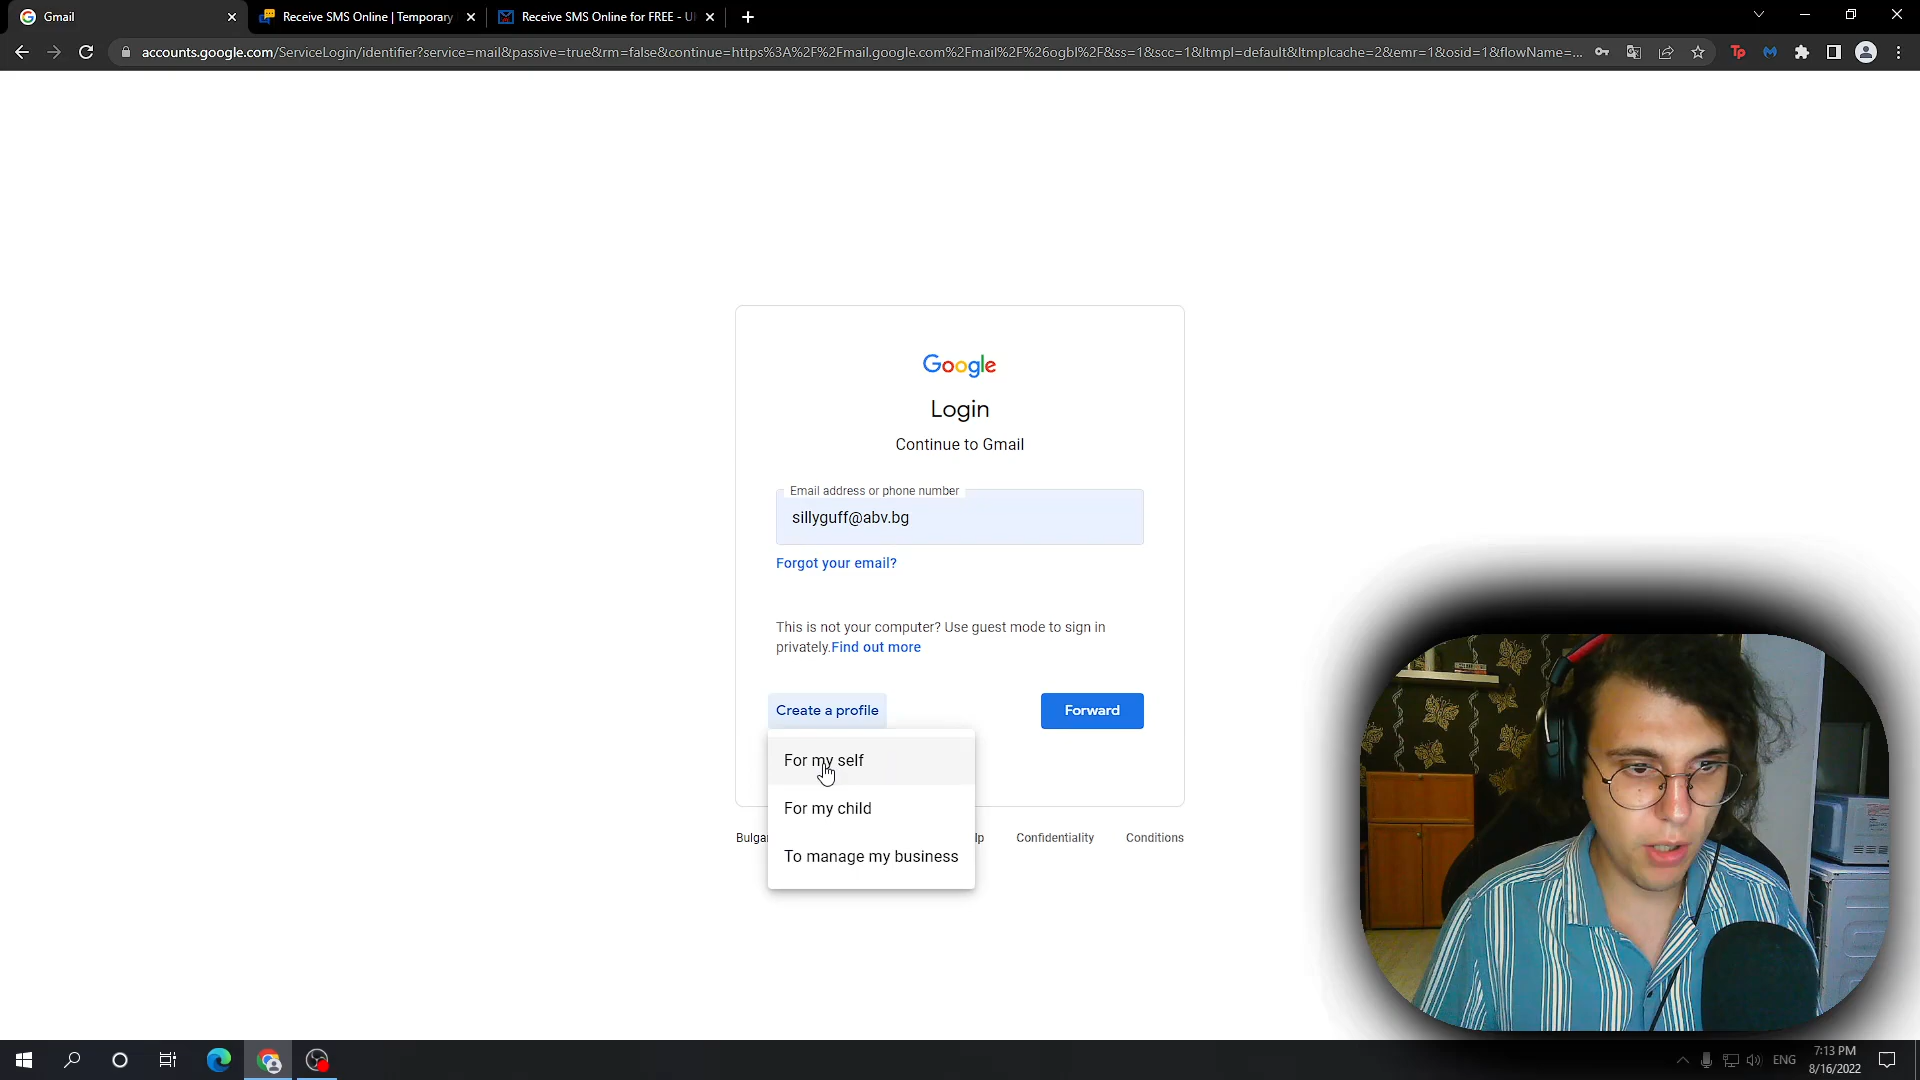 Gmail
Receive SMS Online | Temporary
Receive SMS Online for FREE - U
accounts.google.com/ServiceLogin/identifier?service=mail&passive=true&rm=false&continue=https%3A%2F%2Fmail.google.com%2Fmail%2F%26ogbl%2F&ss=1&scc=1&ltmpl=default&ltmplcache=2&emr=1&osid=1&flowName=...
Tp
Google
Login
Continue to Gmail
Email address or phone number
sillyguff@abv.bg
Forgot your email?
This is not your computer? Use guest mode to sign in
privately.Find out more
Create a profile
Forward
For my self
For my child
To manage my business
Bulgar
lp
Confidentiality
Conditions
ENG
7:13 PM
8/16/2022